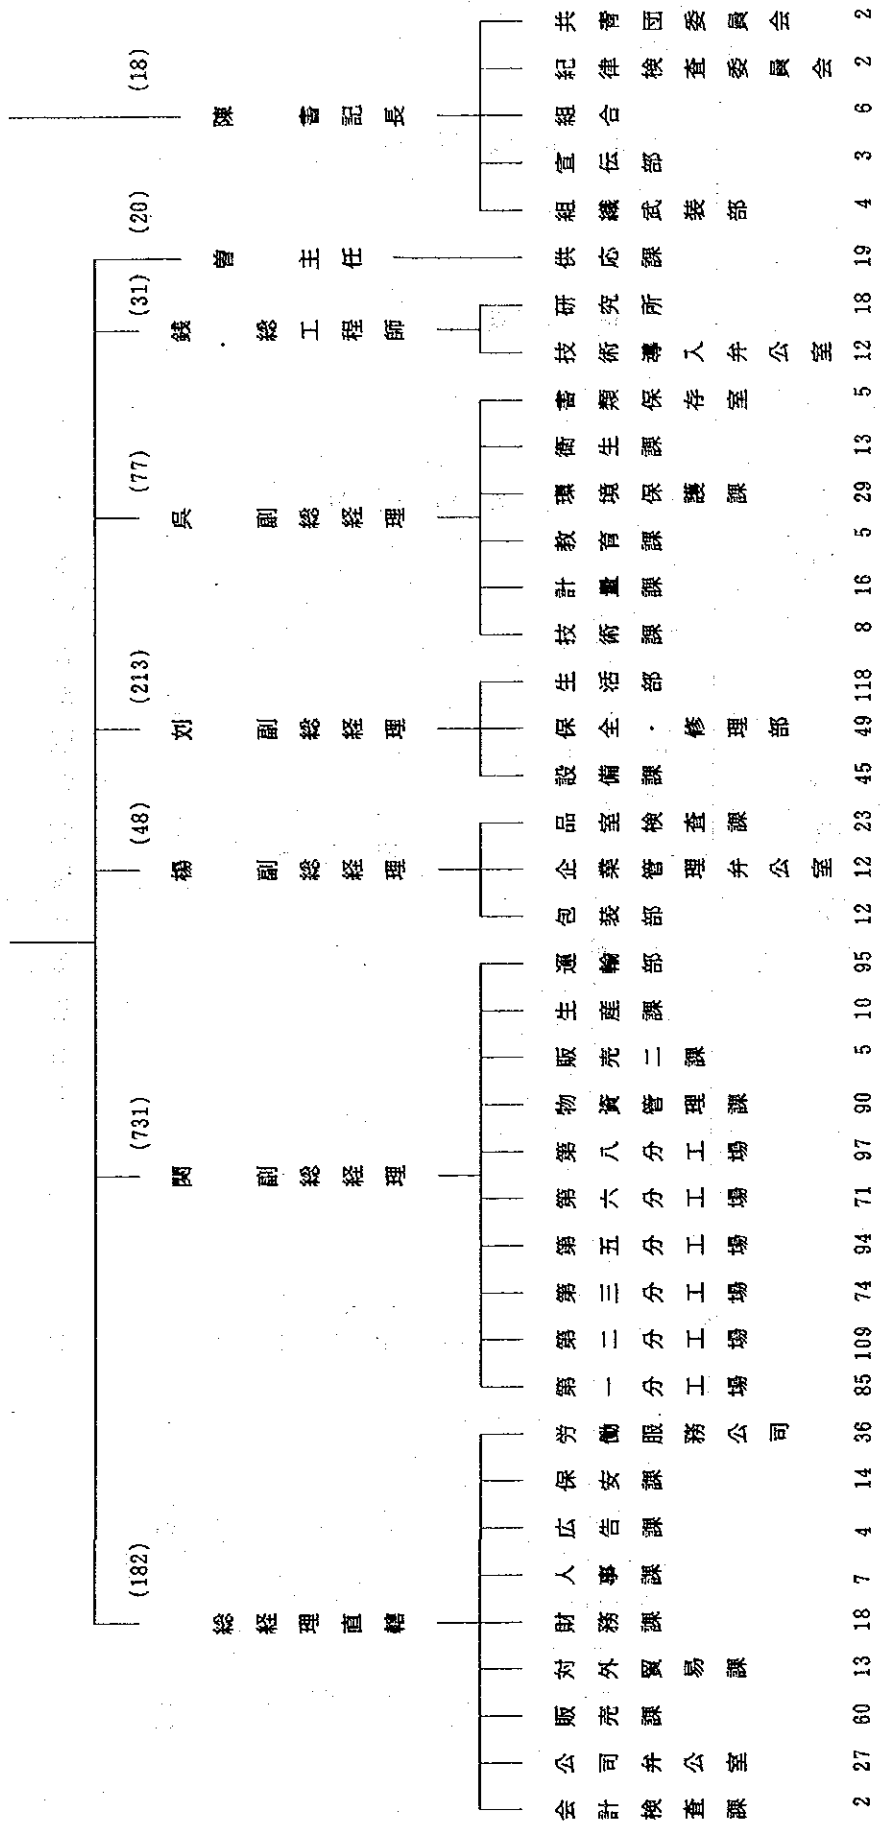 (182)
(731)
(48)
(213)
(77)
(31)
(20)
(18)
総経理直轄
関 副総経理
楊 副総経理
刘 副総経理
呉 副総経理
銭 総工程師
曽 主任
陳 書記長
会計検査課 2
公司弁公室 27
販売課 60
対外貿易課 13
財務課 18
人事課 7
広告課 4
保安課 14
労働服務公司 36
第一分工場 85
第二分工場 109
第三分工場 74
第五分工場 94
第六分工場 71
第八分工場 97
物資管理課 90
販売二課 5
生産課 10
運輸部 95
包装部 12
企業管理弁公室 12
品室検査課 23
設備課 45
保全・修理部 49
生活部 118
技術課 8
計量課 16
教育課 5
環境保護課 29
衛生課 13
書類保存室 5
技術導入弁公室 12
研究所 18
供応課 19
組織武装部 4
宣伝部 3
組合 6
紀律検査委員会 2
共青団委員会 2